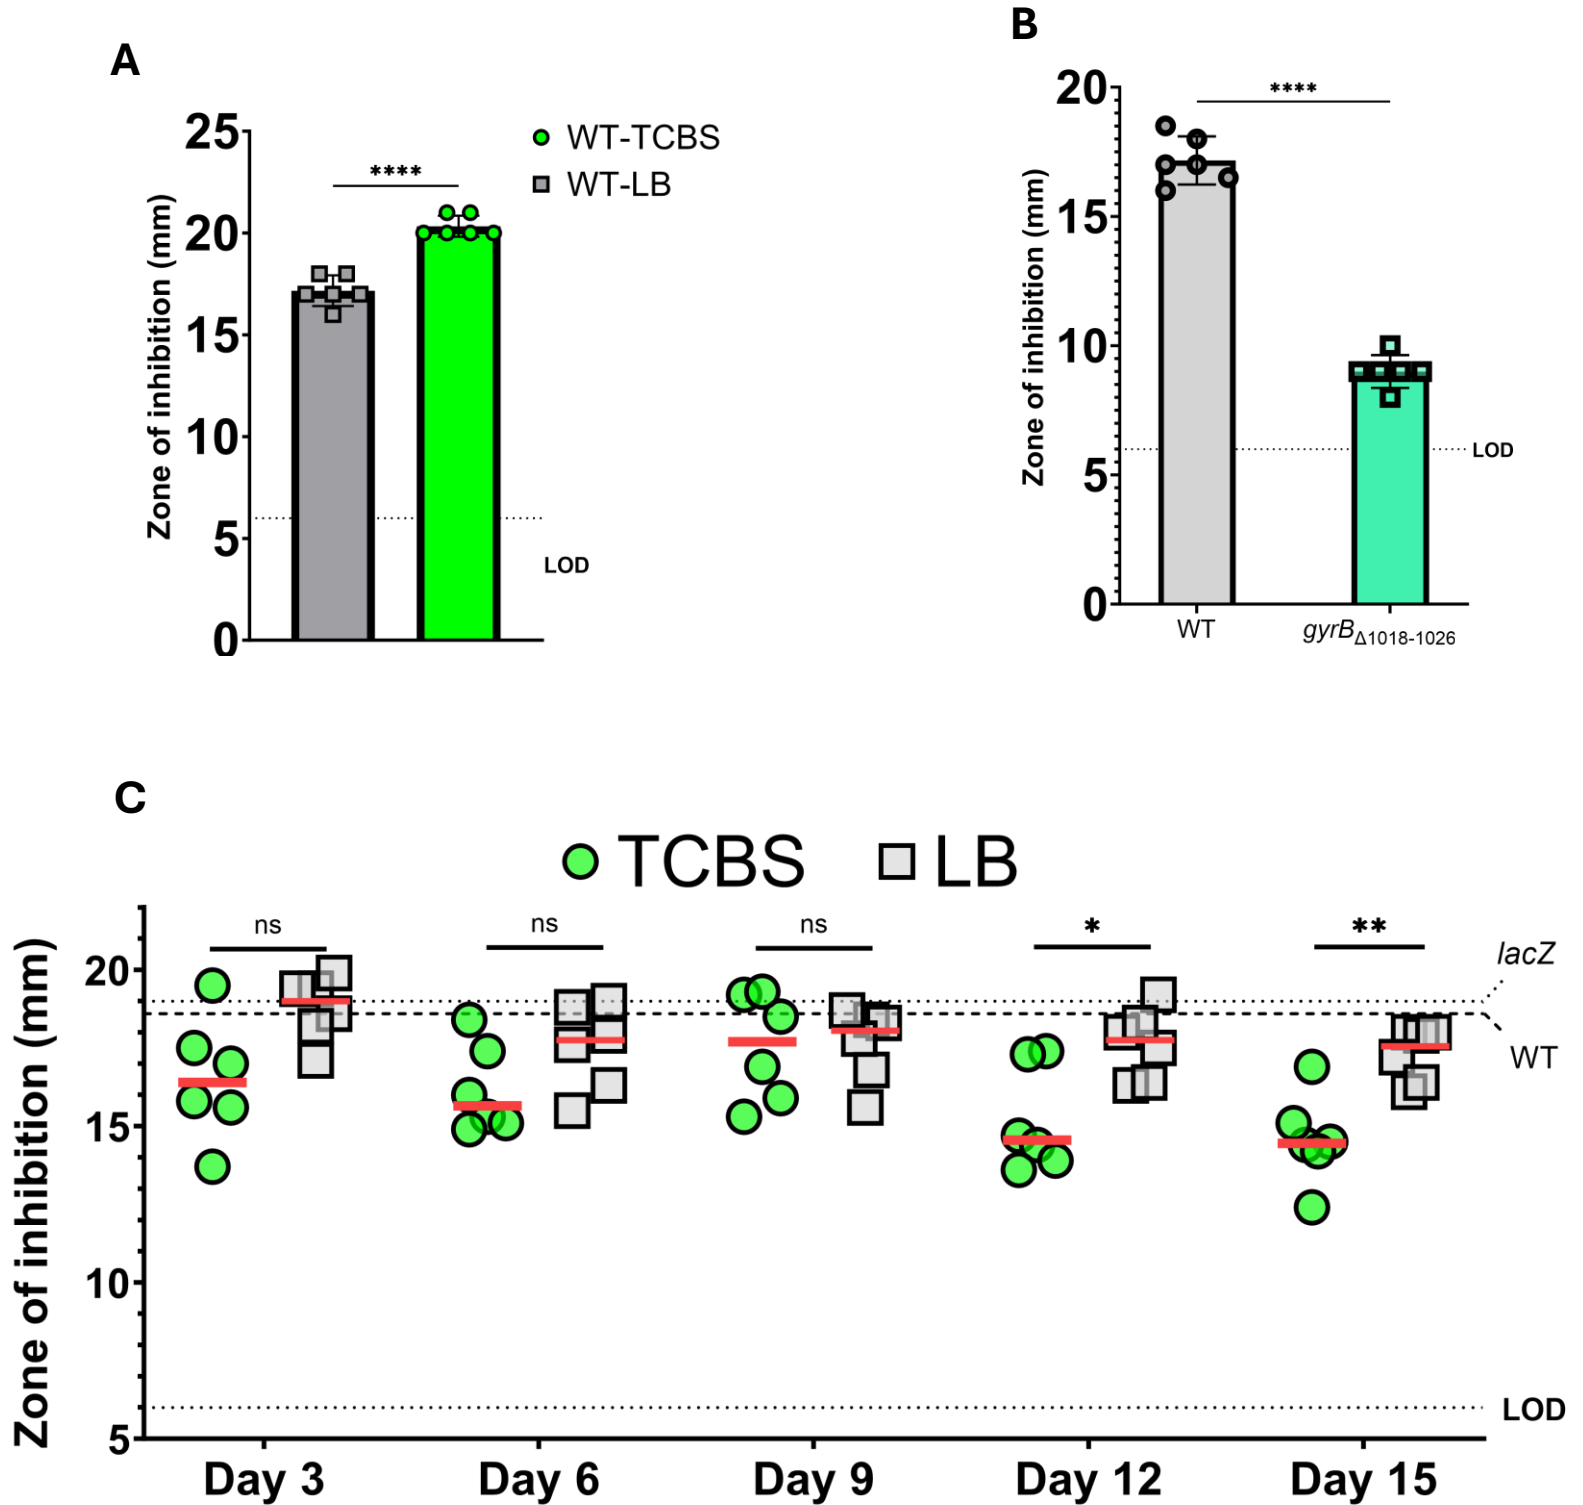 A
B
Zone of inhibition (mm)
25
20
15
10
5
0
****
WT-TCBS
WT-LB
LOD
Zone of inhibition (mm)
20
15
10
5
0
****
LOD
WT
gyrBΔ1018-1026
C
TCBS
LB
Zone of inhibition (mm)
20
15
10
5
ns
ns
ns
*
**
lacZ
WT
LOD
Day 3
Day 6
Day 9
Day 12
Day 15